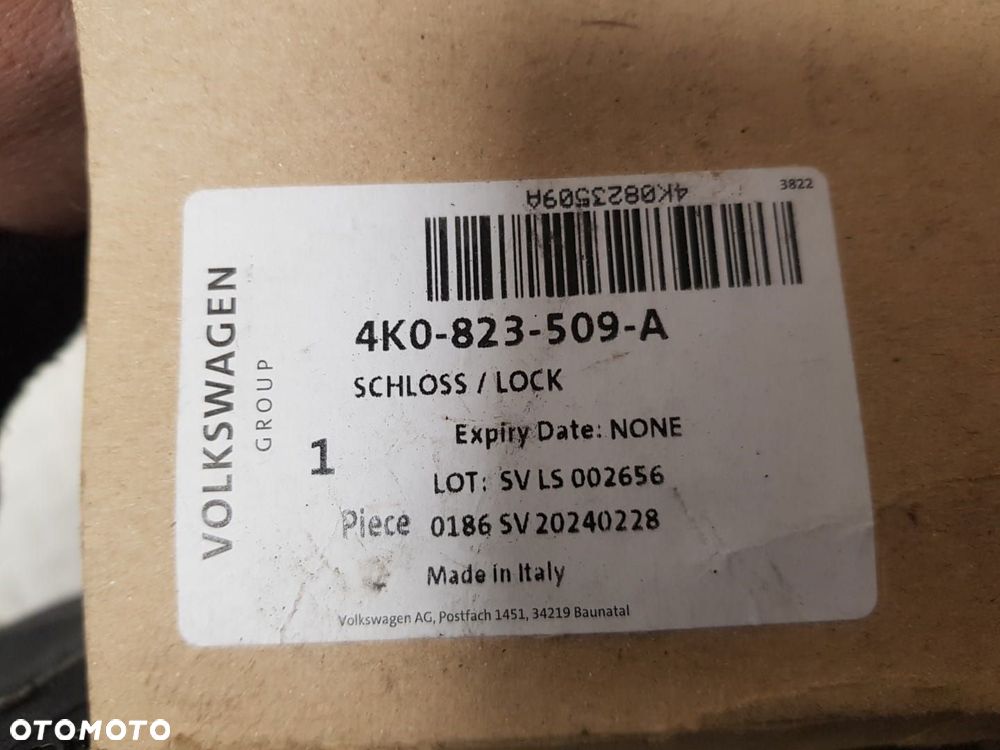 4K0823509A
3822
VOLKSWAGEN
GROUP
4K0-823-509-A
SCHLOSS / LOCK
Expiry Date: NONE
1
LOT: SV LS 002656
Piece 0186 SV 20240228
Made in Italy
Volkswagen AG, Postfach 1451, 34219 Baunatal
OTOMOTO